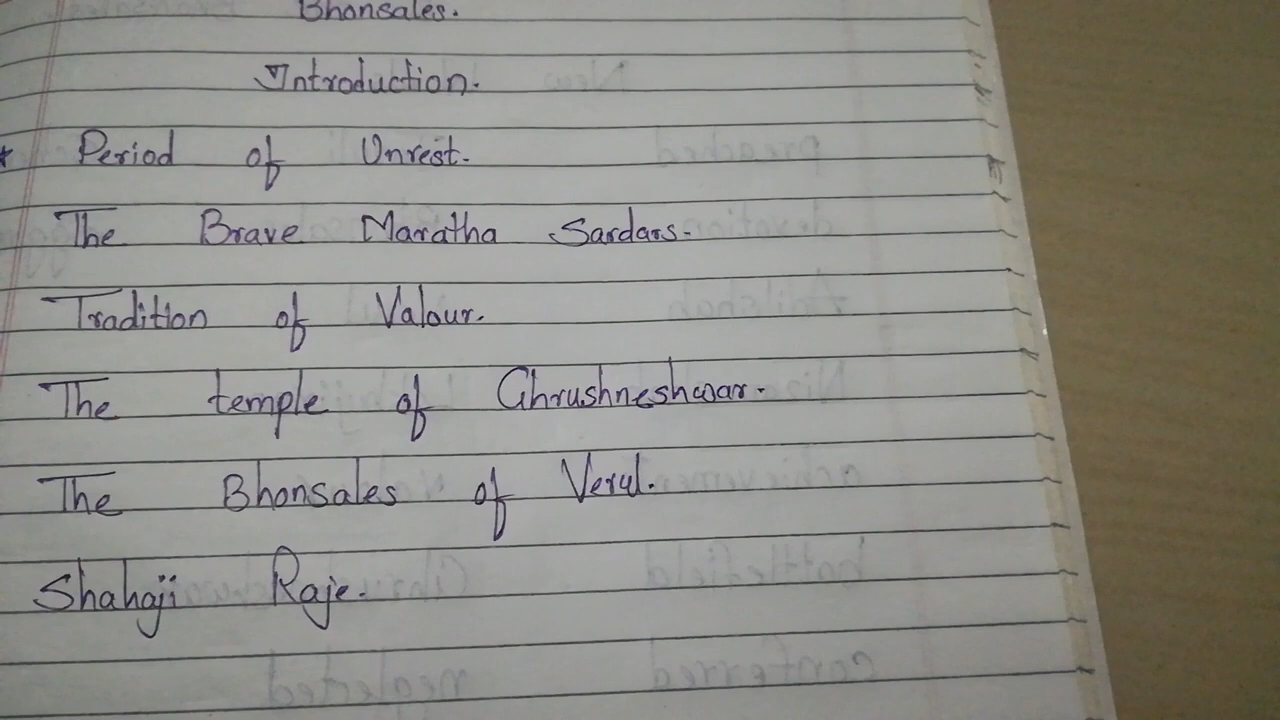 Bhonsales.
Introduction.
* Period of Unrest.
The Brave Maratha Sardars.
Tradition of Valour.
The temple of Ghrushneshwar.
The Bhonsales of Verul.
Shahaji Raje.